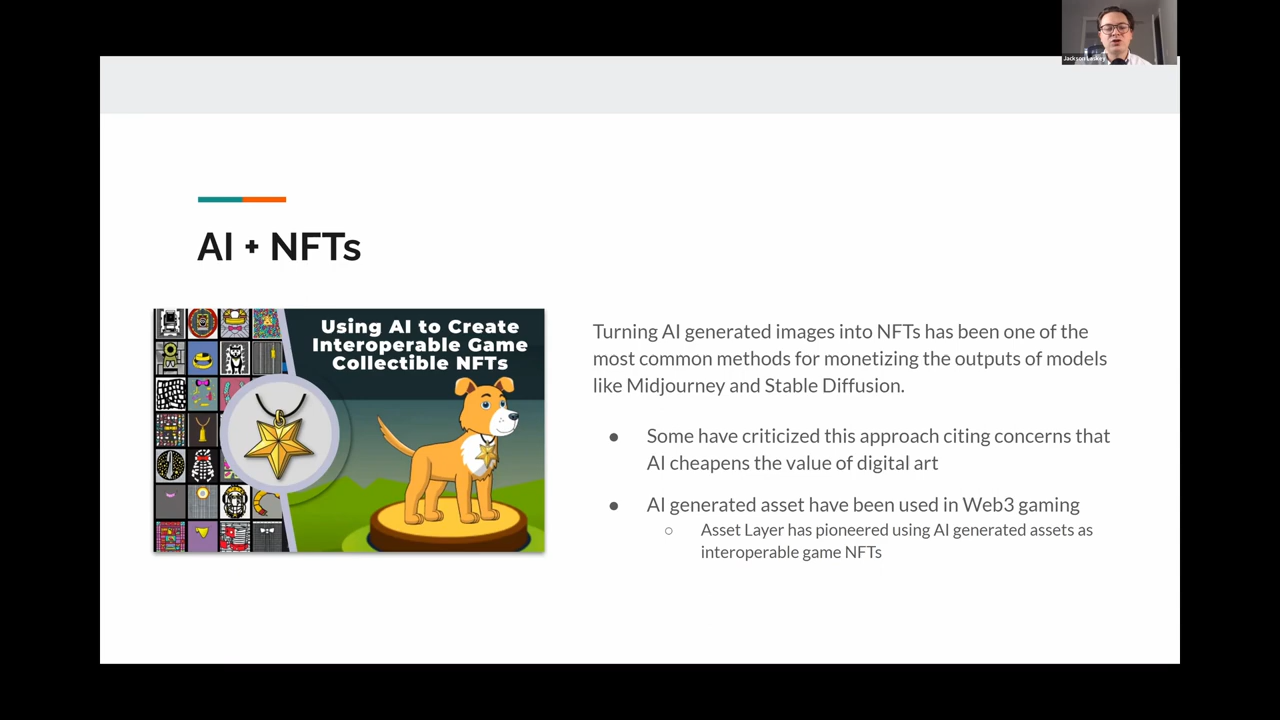 Jackson Leskey
AI + NFTs
Using AI to Create
Interoperable Game
Collectible NFTs
Turning AI generated images into NFTs has been one of the
most common methods for monetizing the outputs of models
like Midjourney and Stable Diffusion.
● Some have criticized this approach citing concerns that
AI cheapens the value of digital art
● AI generated asset have been used in Web3 gaming
○ Asset Layer has pioneered using AI generated assets as
interoperable game NFTs